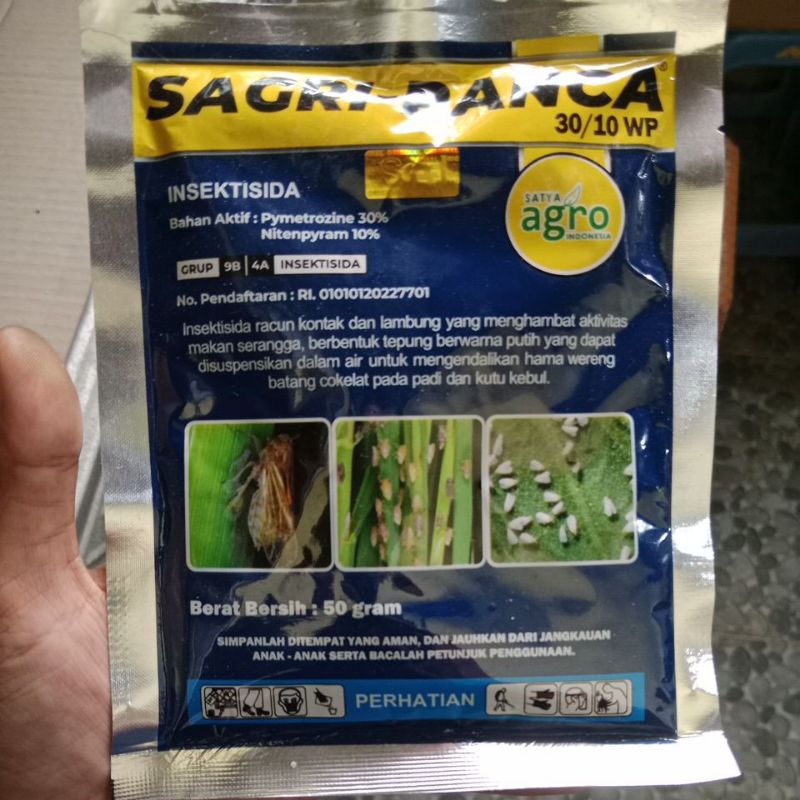 SAGRI-PANCA
30/10 WP
INSEKTISIDA
Bahan Aktif : Pymetrozine 30%
Nitenpyram 10%
SATYA
agro
INDONESIA
GRUP 9B 4A INSEKTISIDA
No. Pendaftaran : RI. 01010120227701
Insektisida racun kontak dan lambung yang menghambat aktivitas
makan serangga, berbentuk tepung berwarna putih yang dapat
disuspensikan dalam air untuk mengendalikan hama wereng
batang cokelat pada padi dan kutu kebul.
Berat Bersih : 50 gram
SIMPANLAH DITEMPAT YANG AMAN, DAN JAUHKAN DARI JANGKAUAN
ANAK - ANAK SERTA BACALAH PETUNJUK PENGGUNAAN.
PERHATIAN